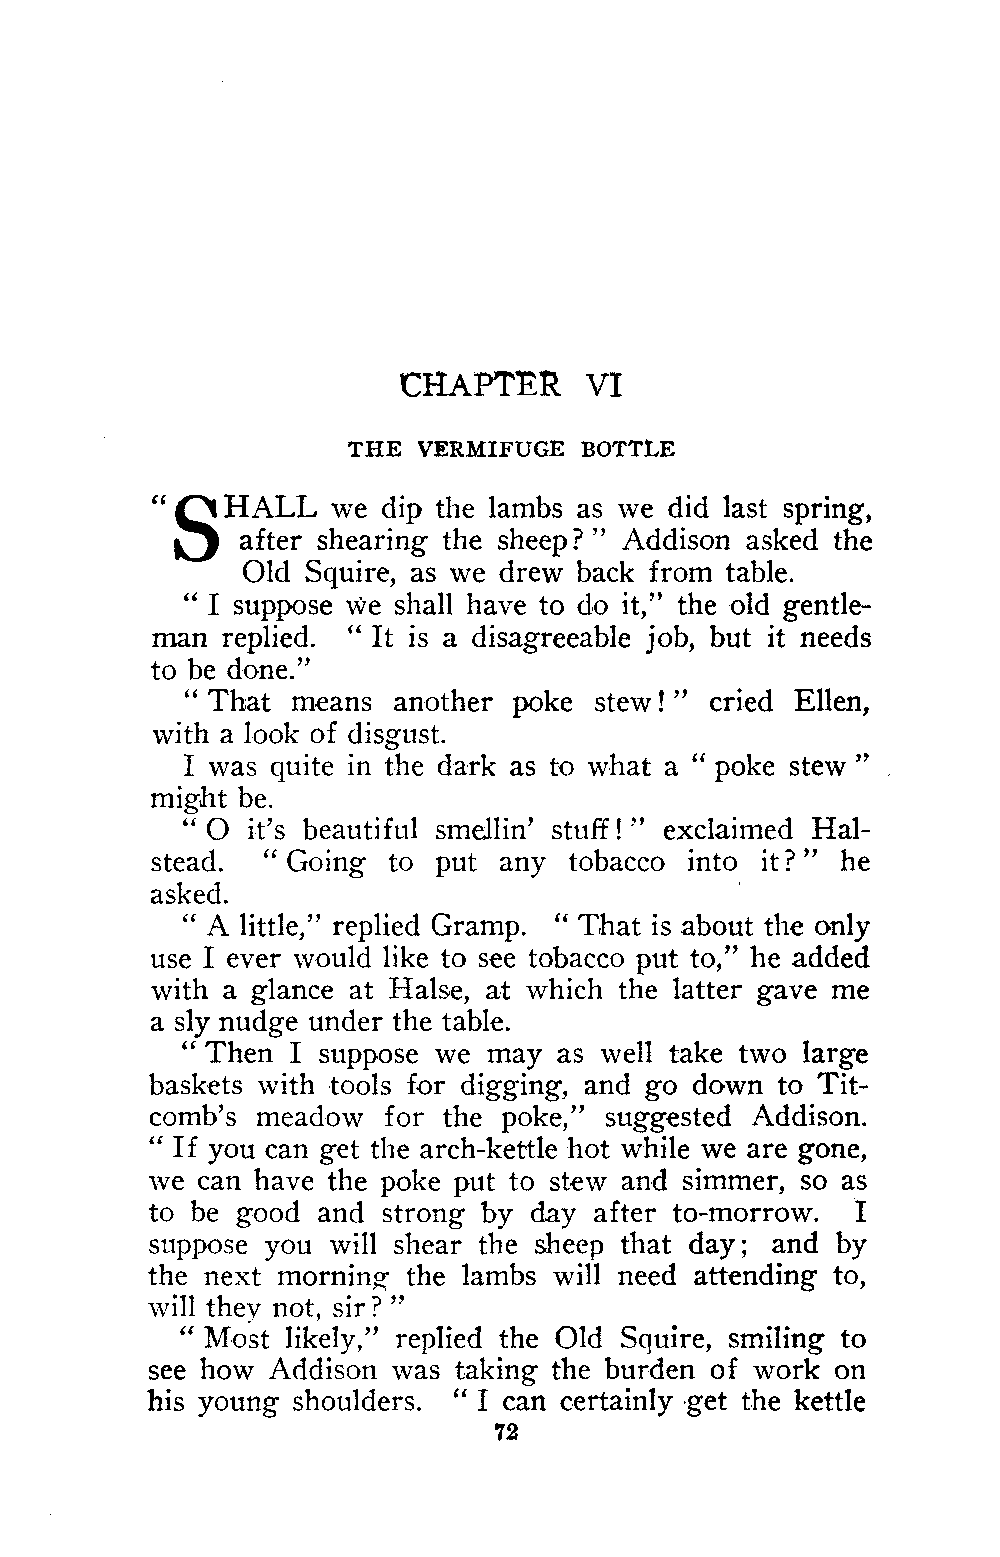 CHAPTER VI
THE VERMIFUGE BOTTLE
“SHALL we dip the lambs as we did last spring,
after shearing the sheep?” Addison asked the
Old Squire, as we drew back from table.
“I suppose we shall have to do it,” the old gentle-
man replied. “It is a disagreeable job, but it needs
to be done.”
“That means another poke stew!” cried Ellen,
with a look of disgust.
I was quite in the dark as to what a “poke stew”
might be.
“O it’s beautiful smellin’ stuff!” exclaimed Hal-
stead. “Going to put any tobacco into it?” he
asked.
“A little,” replied Gramp. “That is about the only
use I ever would like to see tobacco put to,” he added
with a glance at Halse, at which the latter gave me
a sly nudge under the table.
“Then I suppose we may as well take two large
baskets with tools for digging, and go down to Tit-
comb’s meadow for the poke,” suggested Addison.
“If you can get the arch-kettle hot while we are gone,
we can have the poke put to stew and simmer, so as
to be good and strong by day after to-morrow. I
suppose you will shear the sheep that day; and by
the next morning the lambs will need attending to,
will they not, sir?”
“Most likely,” replied the Old Squire, smiling to
see how Addison was taking the burden of work on
his young shoulders. “I can certainly get the kettle
72